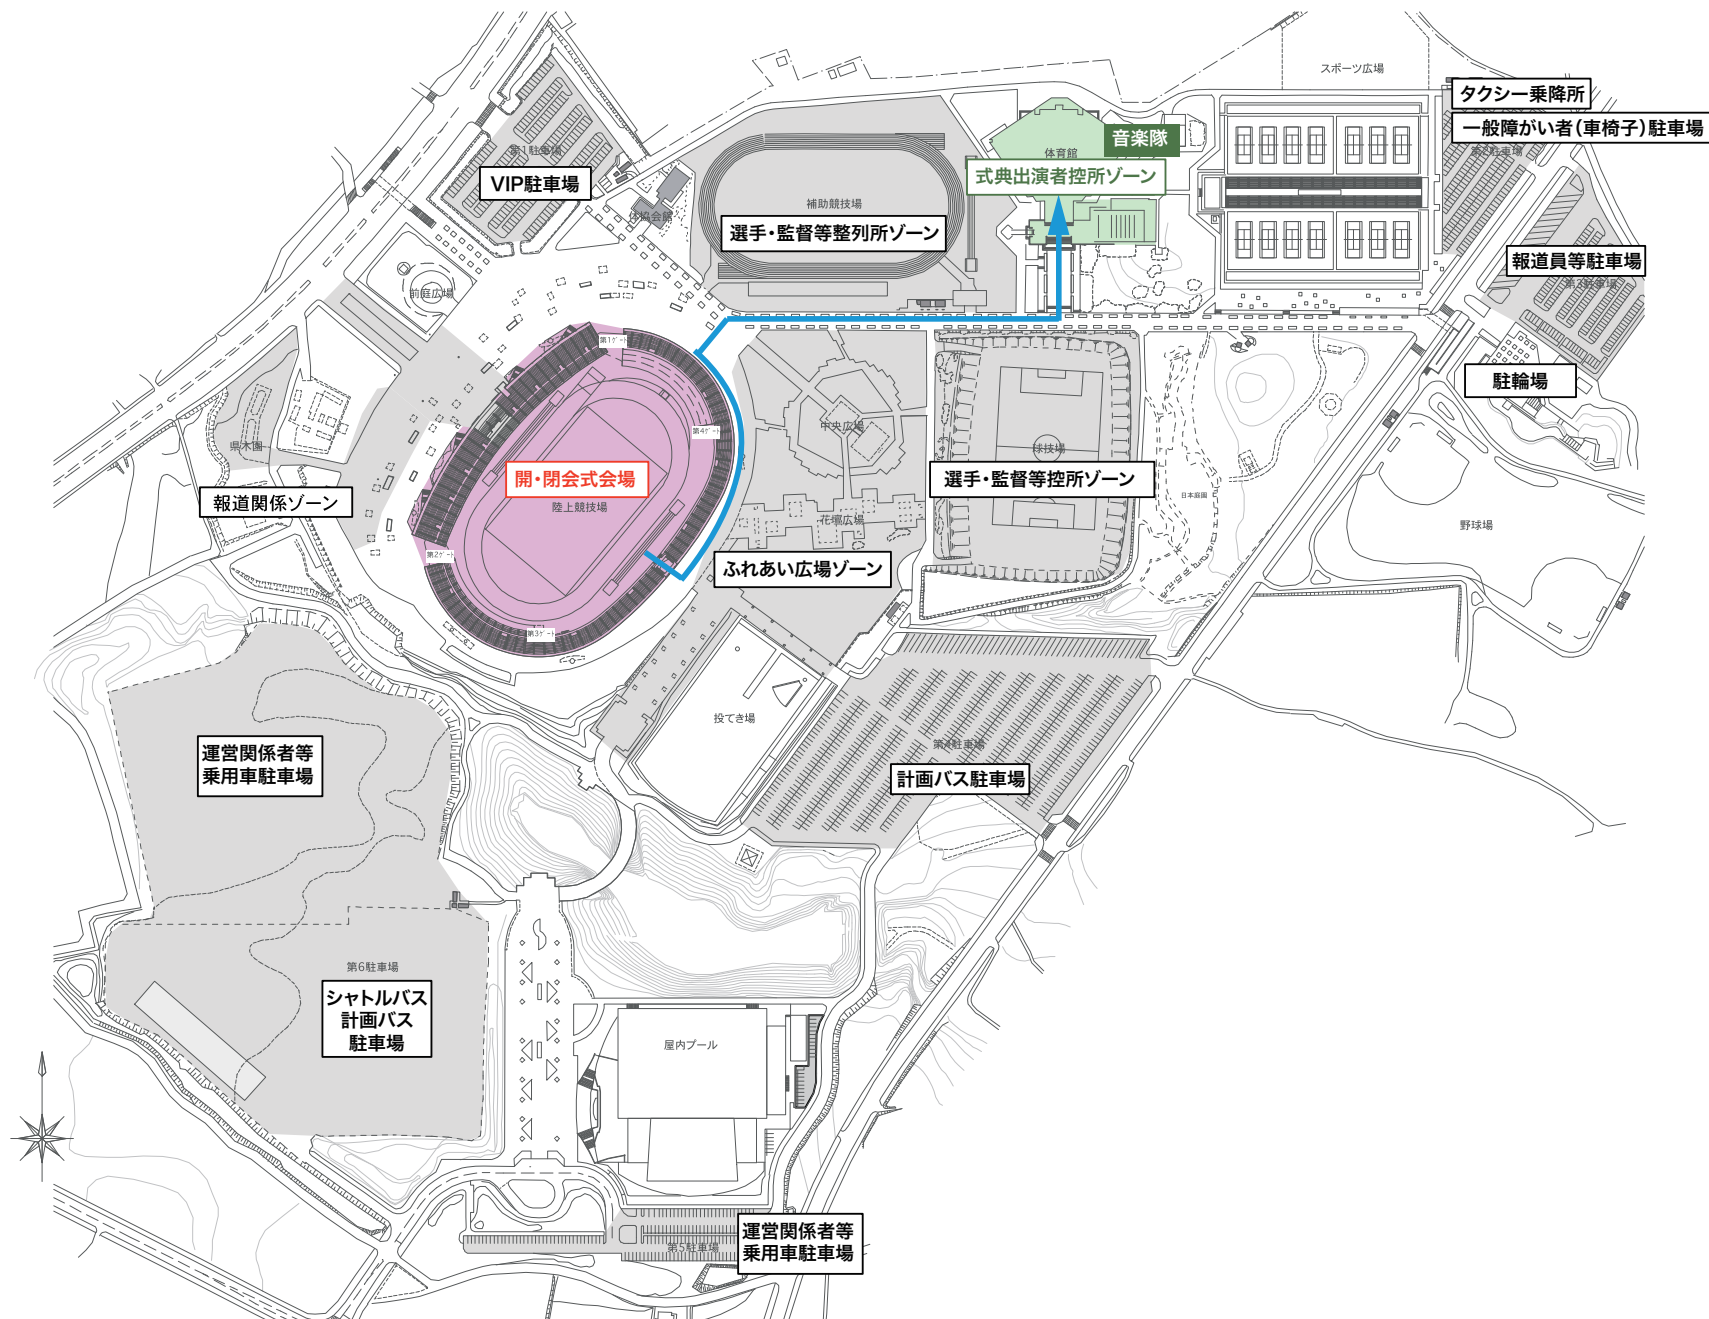 スポーツ広場
タクシー乗降所
一般障がい者(車椅子)駐車場
第2駐車場
音楽隊
体育館
式典出演者控所ゾーン
第1駐車場
VIP駐車場
体協会館
補助競技場
選手・監督等整列所ゾーン
報道員等駐車場
第3駐車場
前庭広場
第1ゲート
駐輪場
第4ゲート
中央広場
球技場
県木園
開・閉会式会場
陸上競技場
選手・監督等控所ゾーン
日本庭園
報道関係ゾーン
花壇広場
野球場
第2ゲート
ふれあい広場ゾーン
第3ゲート
投てき場
運営関係者等
乗用車駐車場
第4駐車場
計画バス駐車場
第6駐車場
シャトルバス
計画バス
駐車場
屋内プール
運営関係者等
乗用車駐車場
第5駐車場